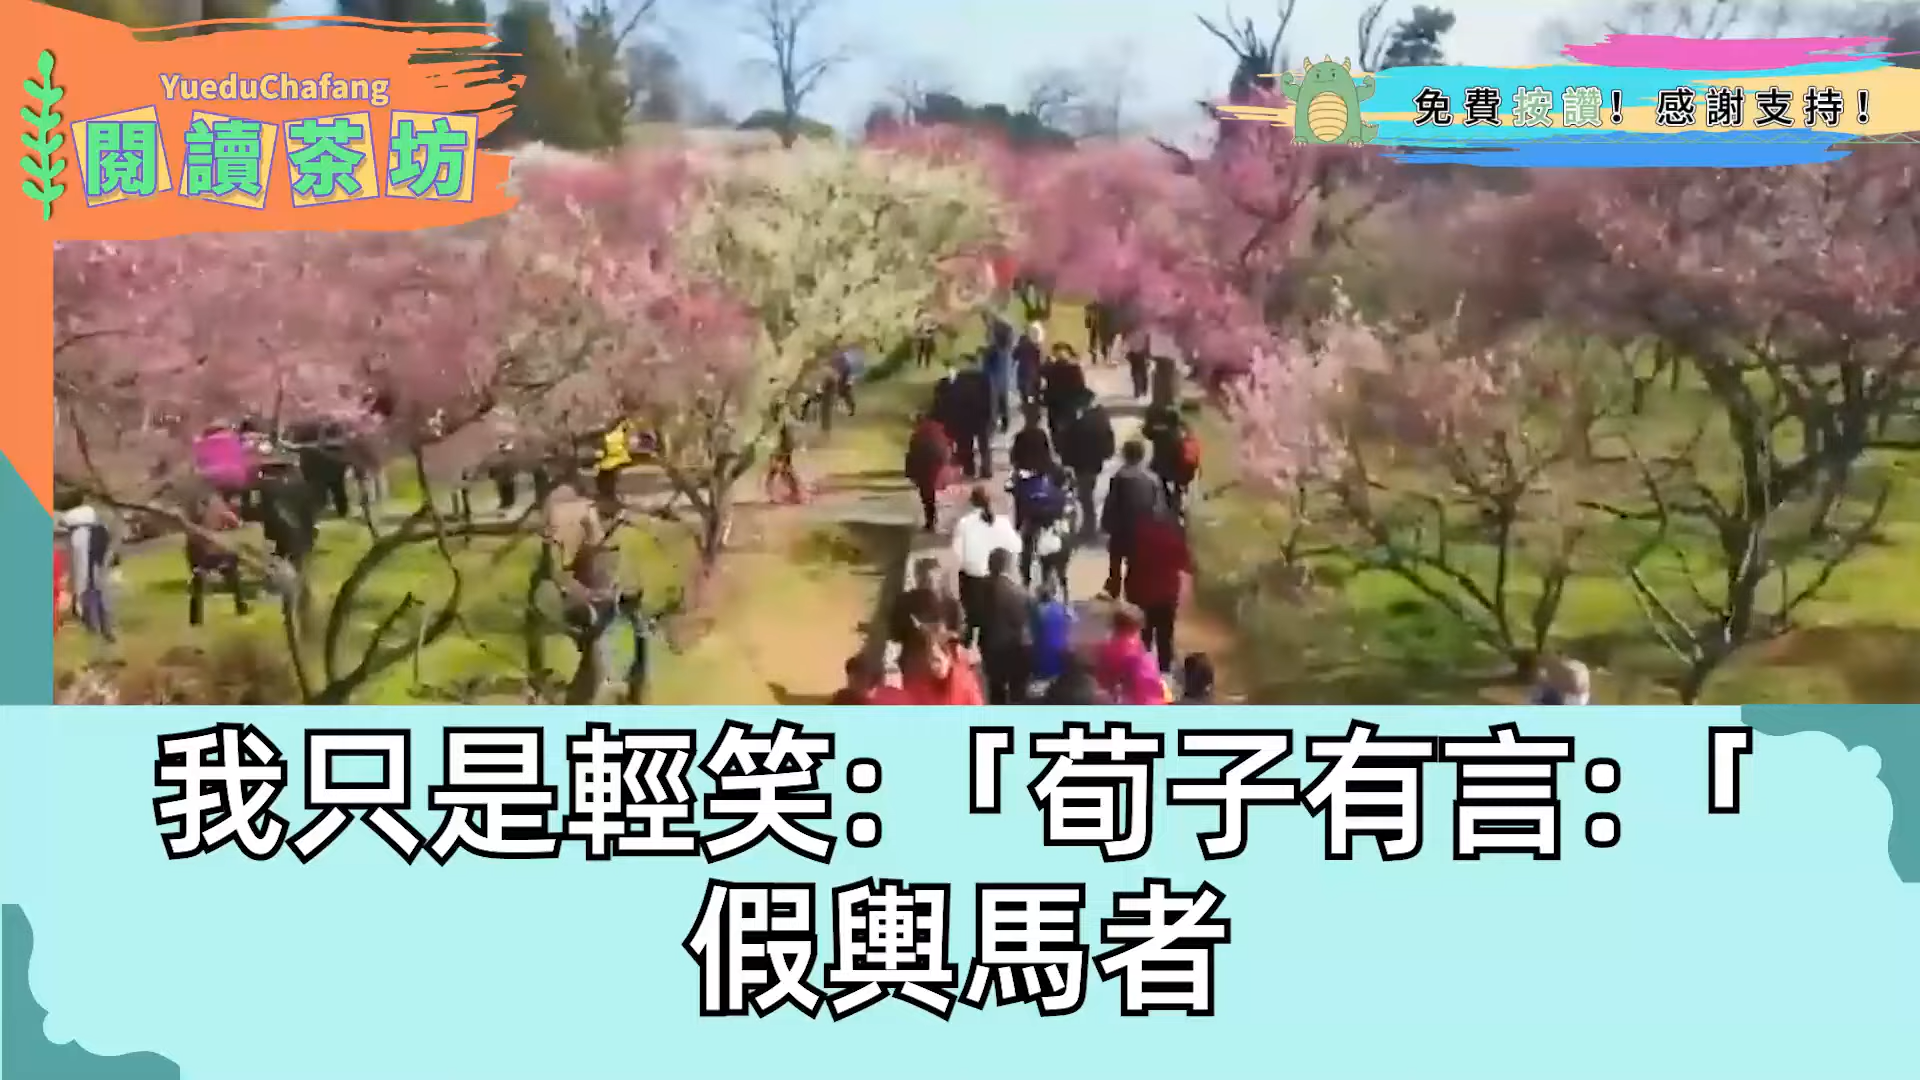 YueduChafang
閱讀茶坊
免費按讚！感謝支持！
我只是輕笑：「荀子有言：「
假輿馬者